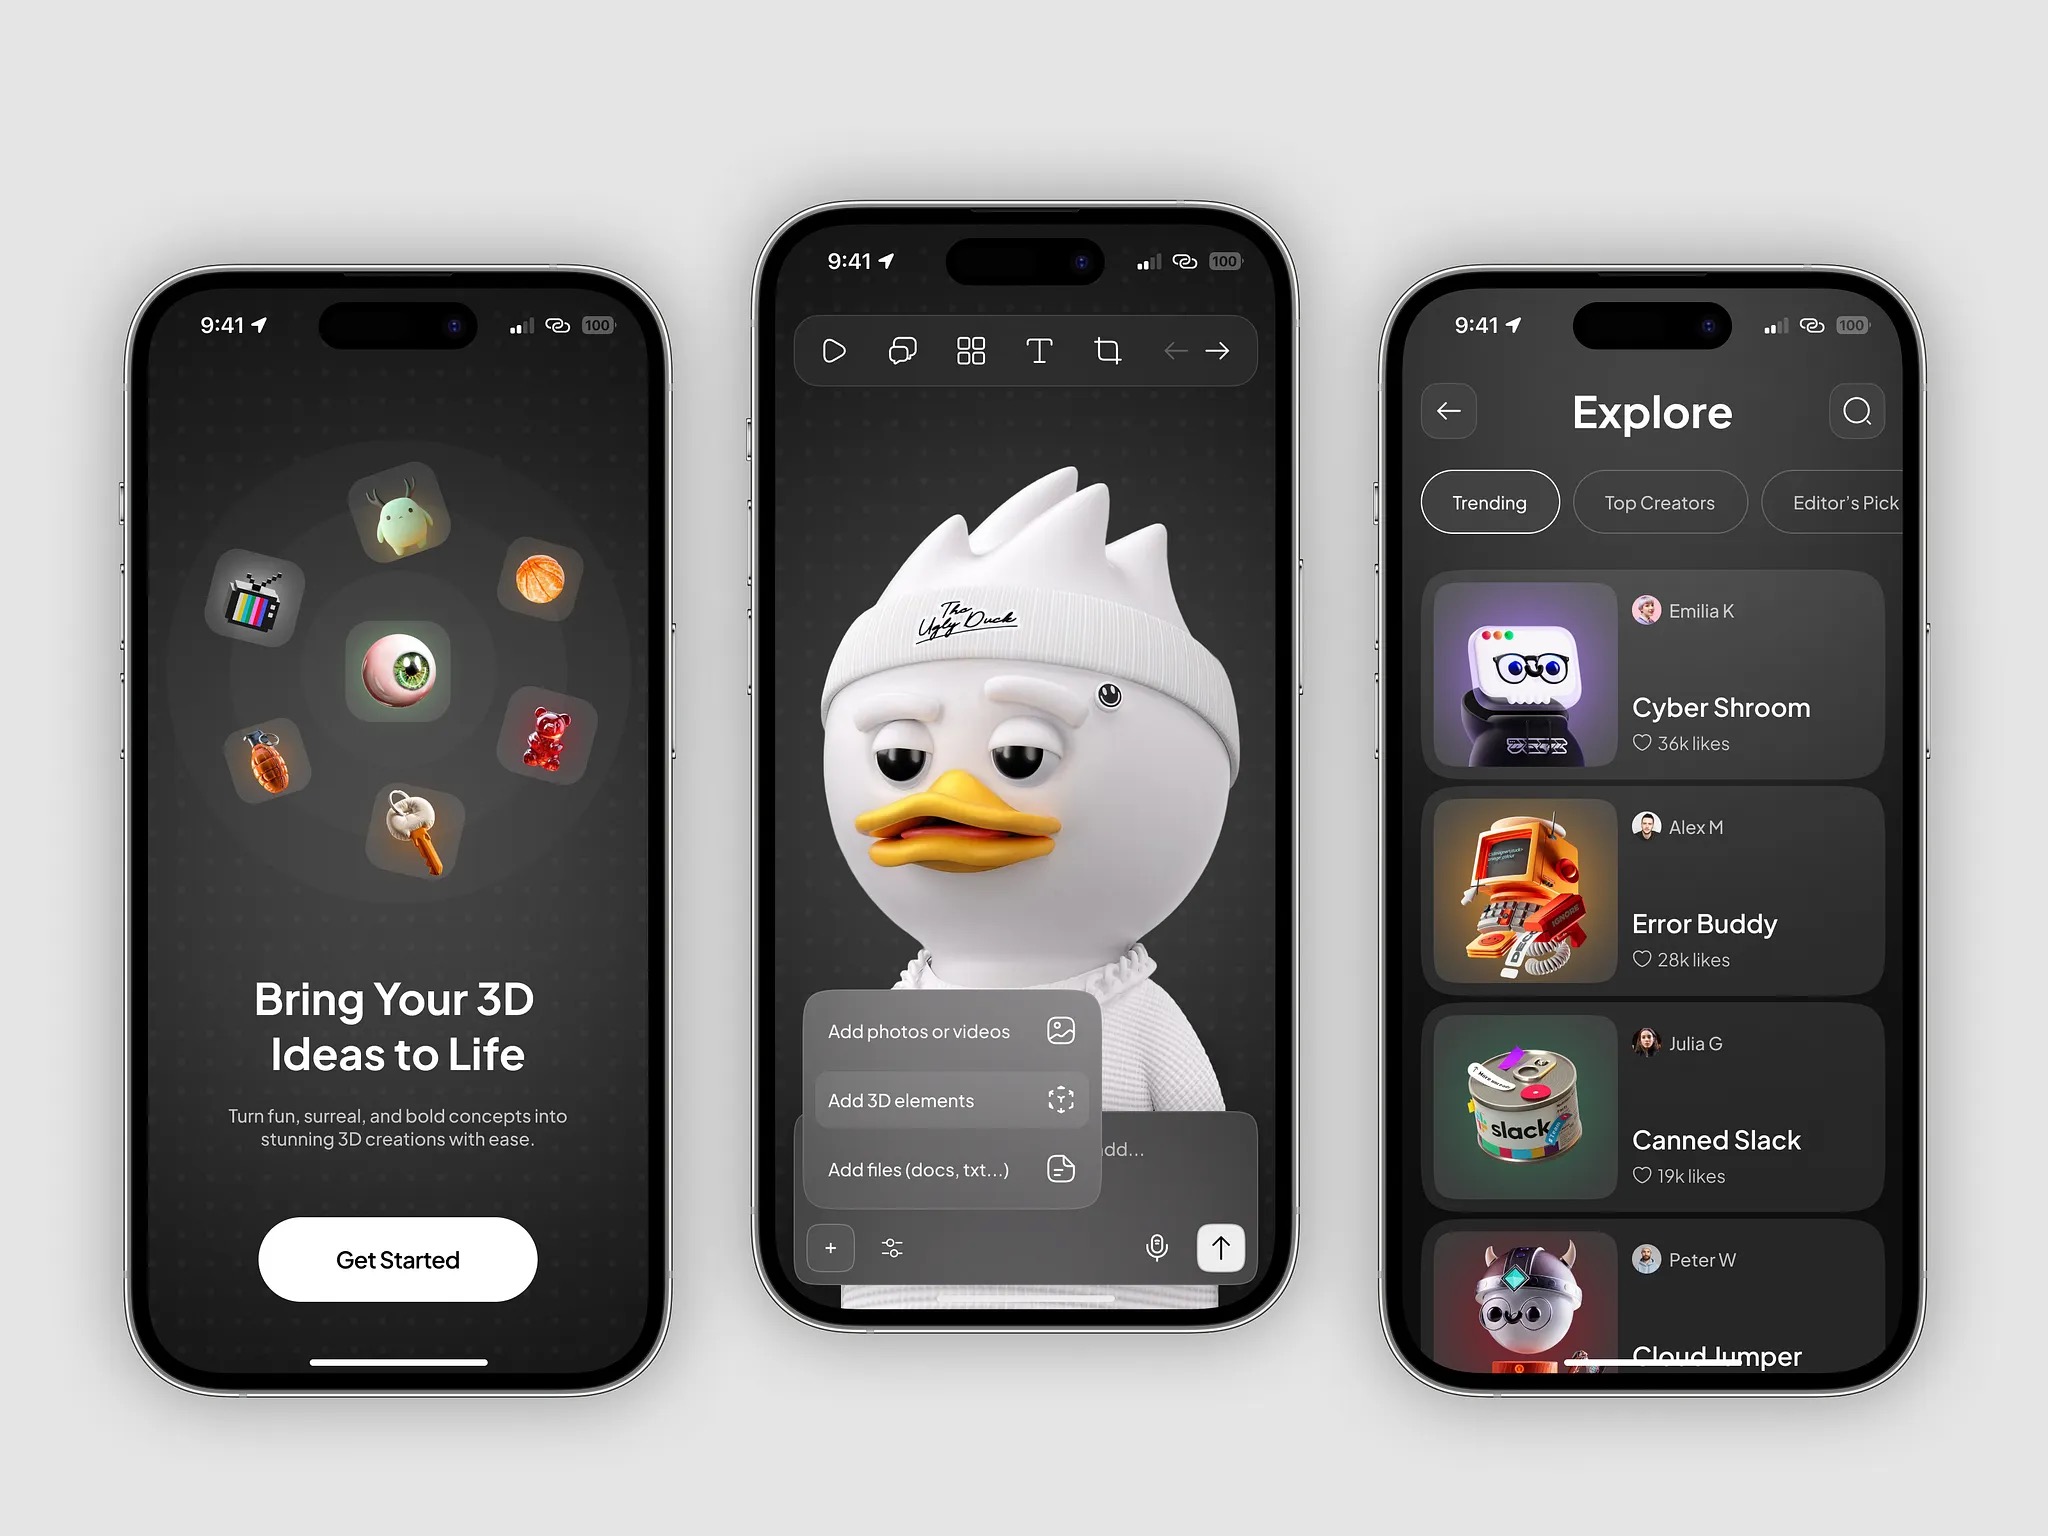 9:41
100
Bring Your 3D
Ideas to Life
Turn fun, surreal, and bold concepts into
stunning 3D creations with ease.
Get Started
9:41
100
The
Ugly Duck
Add photos or videos
Add 3D elements
Add files (docs, txt...)
dd...
9:41
100
Explore
Trending
Top Creators
Editor's Pick
Emilia K
Cyber Shroom
36k likes
Alex M
IGNORE
Error Buddy
28k likes
Julia G
slack
Canned Slack
19k likes
Peter W
Cloud Jumper